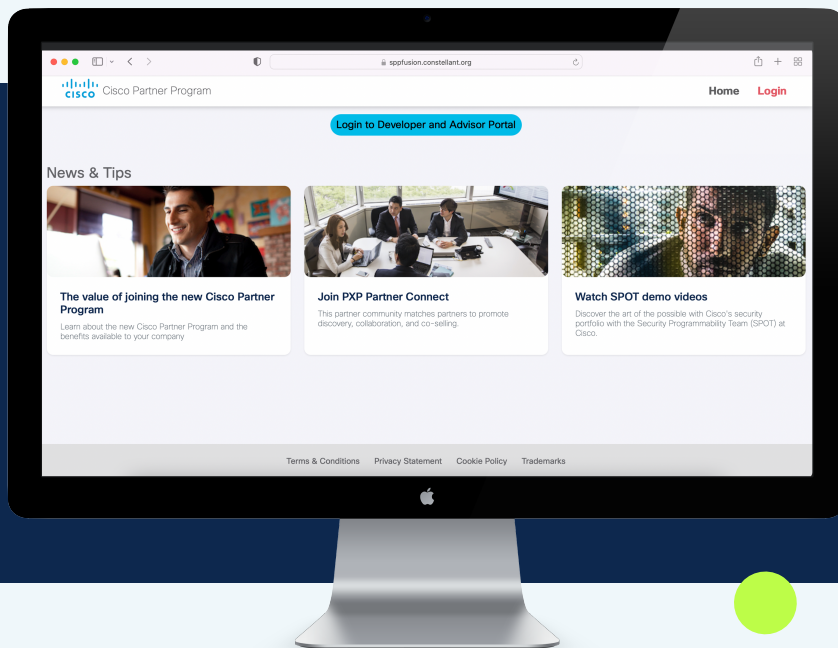 sppfusion.constellant.org
CISCO Cisco Partner Program
Home Login
Login to Developer and Advisor Portal
News & Tips
The value of joining the new Cisco Partner
Program
Learn about the new Cisco Partner Program and the
benefits available to your company
Join PXP Partner Connect
This partner community matches partners to promote
discovery, collaboration, and co-selling.
Watch SPOT demo videos
Discover the art of the possible with Cisco's security
portfolio with the Security Programmability Team (SPOT) at
Cisco.
Terms & Conditions Privacy Statement Cookie Policy Trademarks